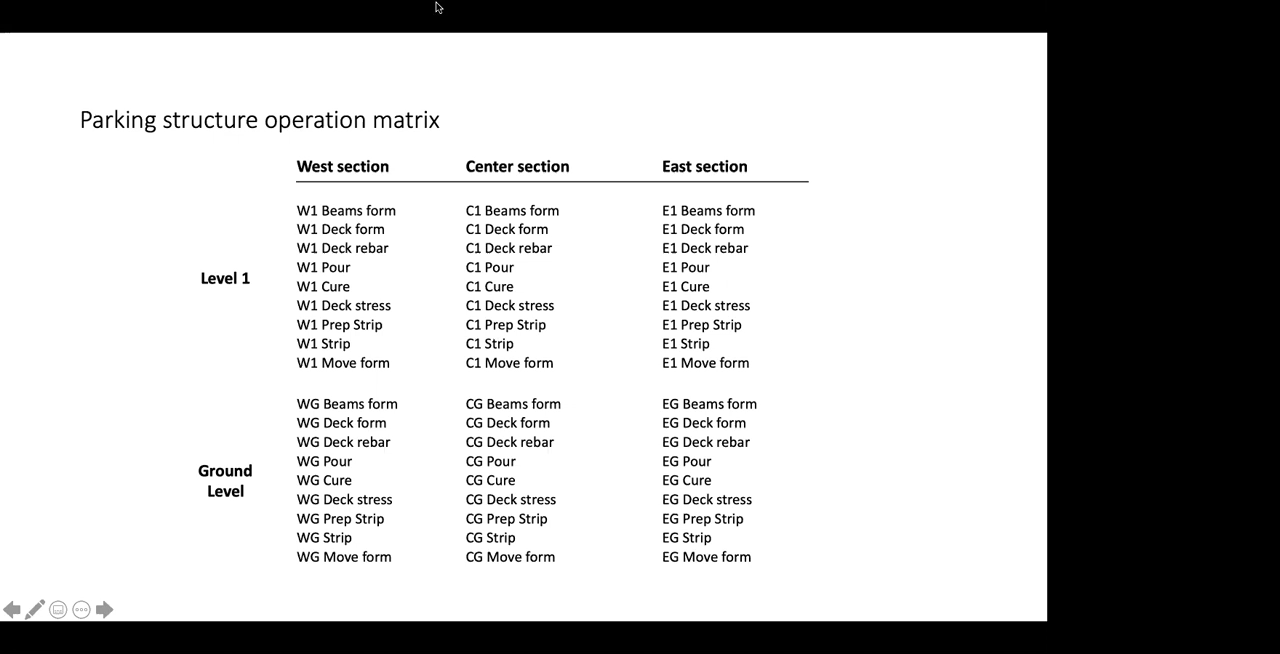 Parking structure operation matrix
West section Center section East section
W1 Beams form C1 Beams form E1 Beams form
W1 Deck form C1 Deck form E1 Deck form
W1 Deck rebar C1 Deck rebar E1 Deck rebar
W1 Pour C1 Pour E1 Pour
Level 1
W1 Cure C1 Cure E1 Cure
W1 Deck stress C1 Deck stress E1 Deck stress
W1 Prep Strip C1 Prep Strip E1 Prep Strip
W1 Strip C1 Strip E1 Strip
W1 Move form C1 Move form E1 Move form
WG Beams form CG Beams form EG Beams form
WG Deck form CG Deck form EG Deck form
WG Deck rebar CG Deck rebar EG Deck rebar
WG Pour CG Pour EG Pour
Ground
Level
WG Cure CG Cure EG Cure
WG Deck stress CG Deck stress EG Deck stress
WG Prep Strip CG Prep Strip EG Prep Strip
WG Strip CG Strip EG Strip
WG Move form CG Move form EG Move form